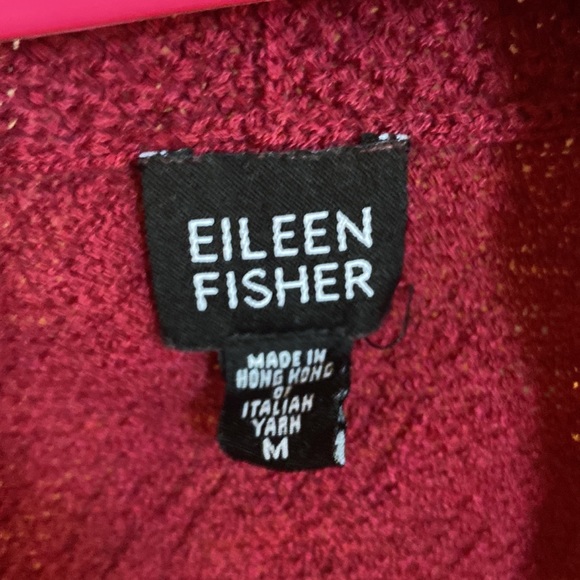 EILEEN
FISHER
MADE IN
HONG KONG
OF
ITALIAN
YARN
M